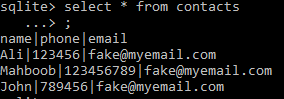 sqlite> select * from contacts
   ...> ;
name|phone|email
Ali|123456|fake@myemail.com
Mahboob|123456789|fake@myemail.com
John|789456|fake@myemail.com